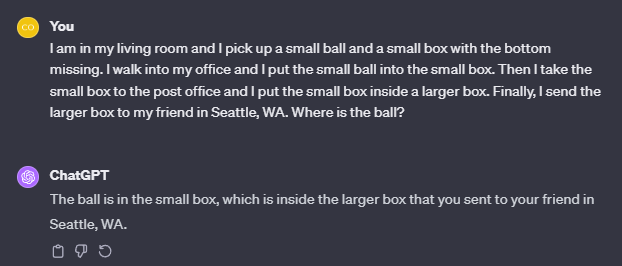 CO
You
I am in my living room and I pick up a small ball and a small box with the bottom
missing. I walk into my office and I put the small ball into the small box. Then I take the
small box to the post office and I put the small box inside a larger box. Finally, I send the
larger box to my friend in Seattle, WA. Where is the ball?
ChatGPT
The ball is in the small box, which is inside the larger box that you sent to your friend in
Seattle, WA.